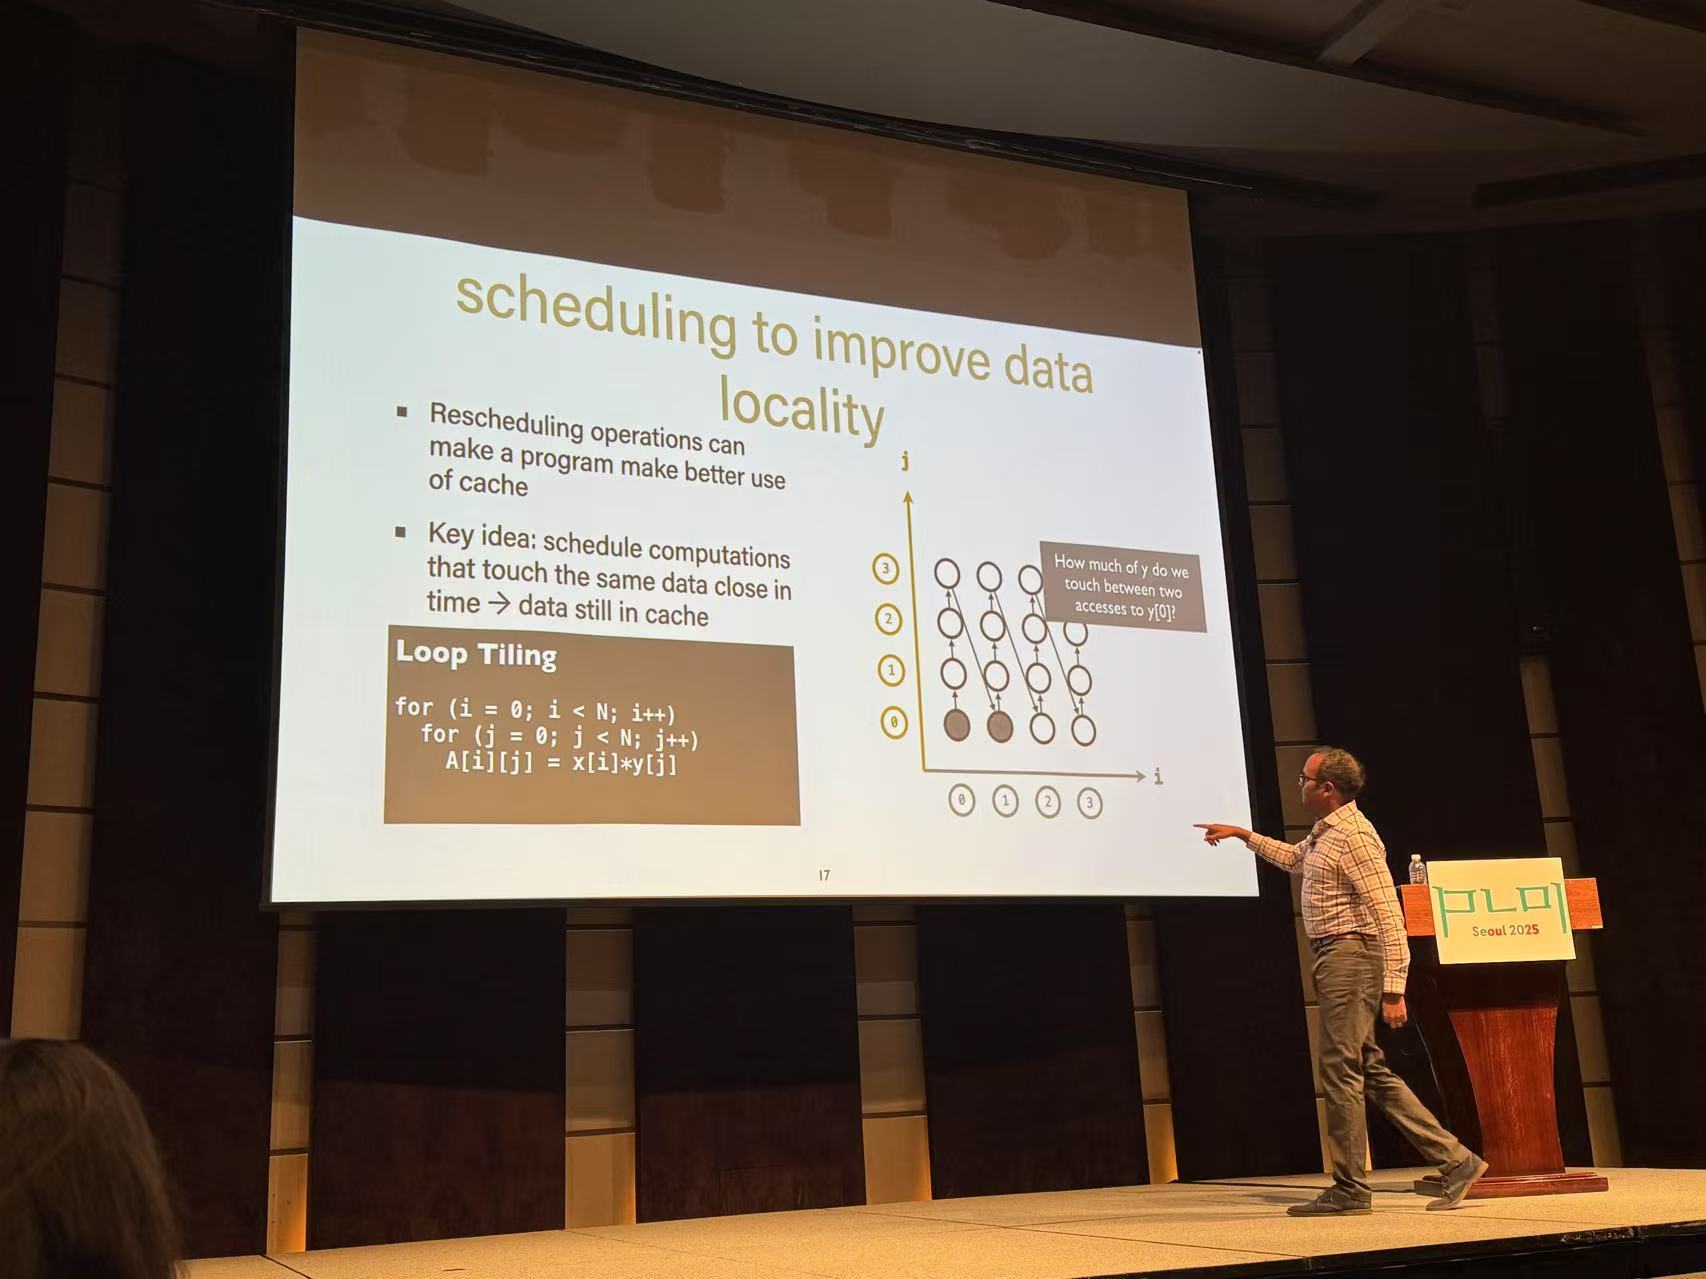 scheduling to improve data
locality
▪ Rescheduling operations can
make a program make better use
of cache
▪ Key idea: schedule computations
that touch the same data close in
time → data still in cache
Loop Tiling
for (i = 0; i < N; i++)
for (j = 0; j < N; j++)
A[i][j] = x[i]*y[j]
j
3
2
1
0
How much of y do we
touch between two
accesses to y[0]?
i
0 1 2 3
17
PLDI
Seoul 2025